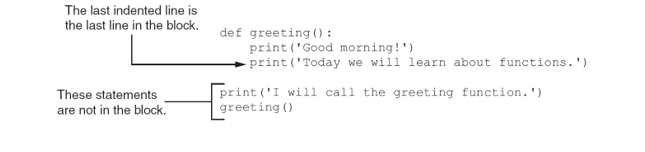 The last indented line is
the last line in the block.
def greeting():
    print('Good morning!')
    print('Today we will learn about functions.')
These statements
are not in the block.
print('I will call the greeting function.')
greeting()